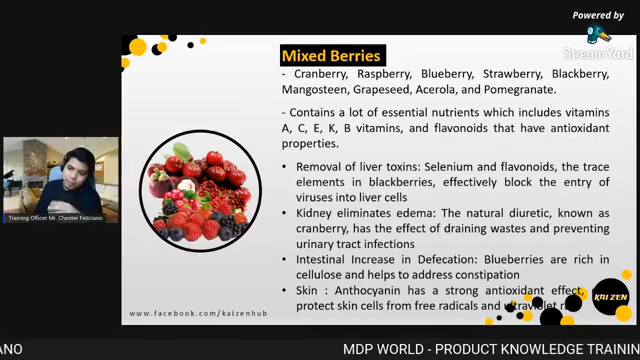 Powered by
StreamYard
Mixed Berries
- Cranberry, Raspberry, Blueberry, Strawberry, Blackberry,
Mangosteen, Grapeseed, Acerola, and Pomegranate.
- Contains a lot of essential nutrients which includes vitamins
A, C, E, K, B vitamins, and flavonoids that have antioxidant
properties.
• Removal of liver toxins: Selenium and flavonoids, the trace
elements in blackberries, effectively block the entry of
viruses into liver cells
• Kidney eliminates edema: The natural diuretic, known as
cranberry, has the effect of draining wastes and preventing
urinary tract infections
• Intestinal Increase in Defecation: Blueberries are rich in
cellulose and helps to address constipation
• Skin : Anthocyanin has a strong antioxidant effect,
protect skin cells from free radicals and ultraviolet
KAIZEN
Training Officer Mr. Chester Feliciano
www.facebook.com/kaizenhub
ANO
MDP WORLD - PRODUCT KNOWLEDGE TRAININ